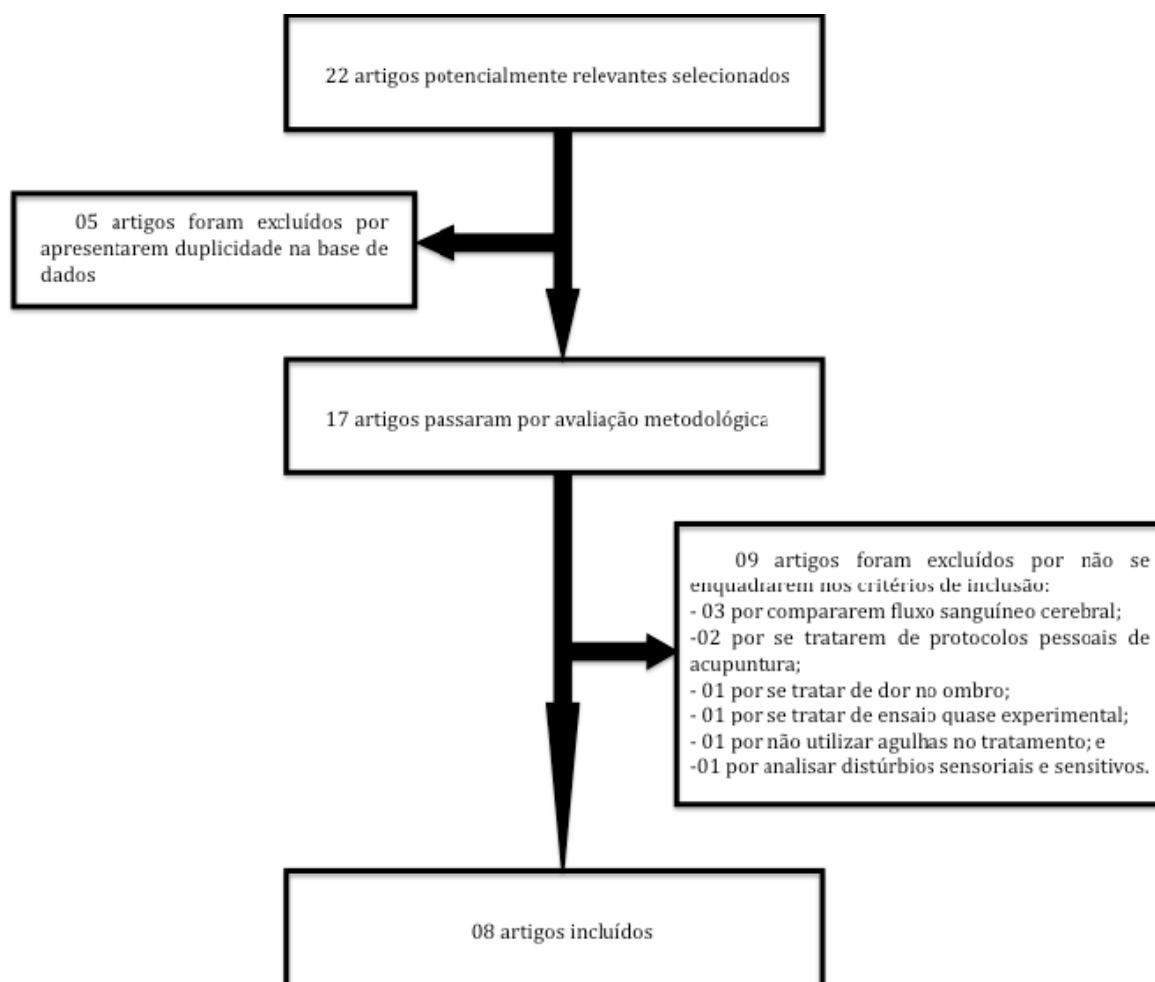 22 artigos potencialmente relevantes selecionados
05 artigos foram excluídos por
apresentarem duplicidade na base de
dados
17 artigos passaram por avaliação metodológica
09 artigos foram excluídos por não se
enquadrarem nos critérios de inclusão:
- 03 por compararem fluxo sanguíneo cerebral;
-02 por se tratarem de protocolos pessoais de
acupuntura;
- 01 por se tratar de dor no ombro;
- 01 por se tratar de ensaio quase experimental;
- 01 por não utilizar agulhas no tratamento; e
-01 por analisar distúrbios sensoriais e sensitivos.
08 artigos incluídos